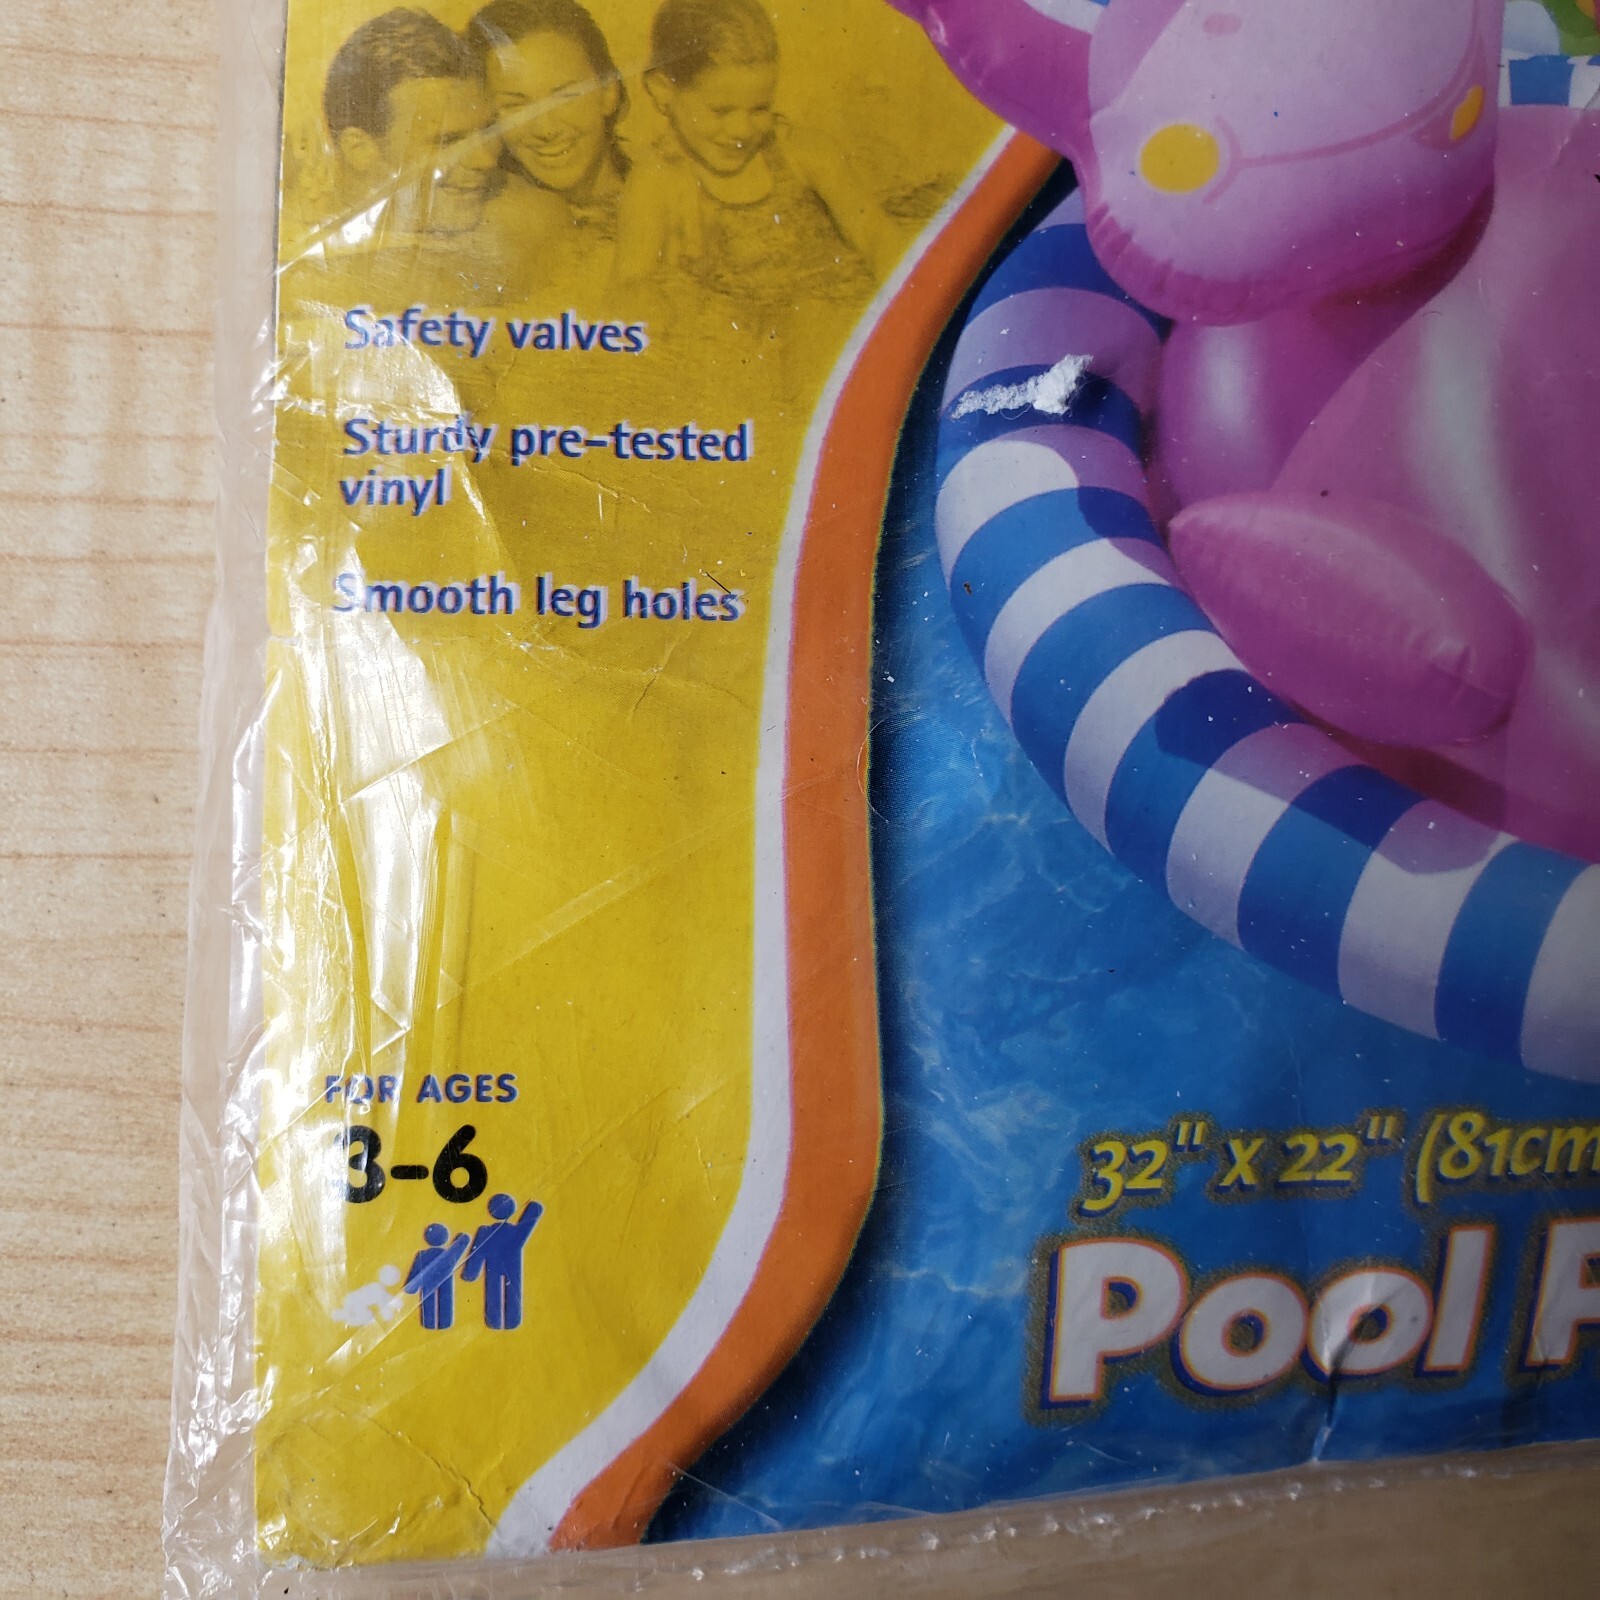 Safety valves
Sturdy pre-tested
vinyl
Smooth leg holes
FOR AGES
3-6
32" x 22" (81cm
Pool